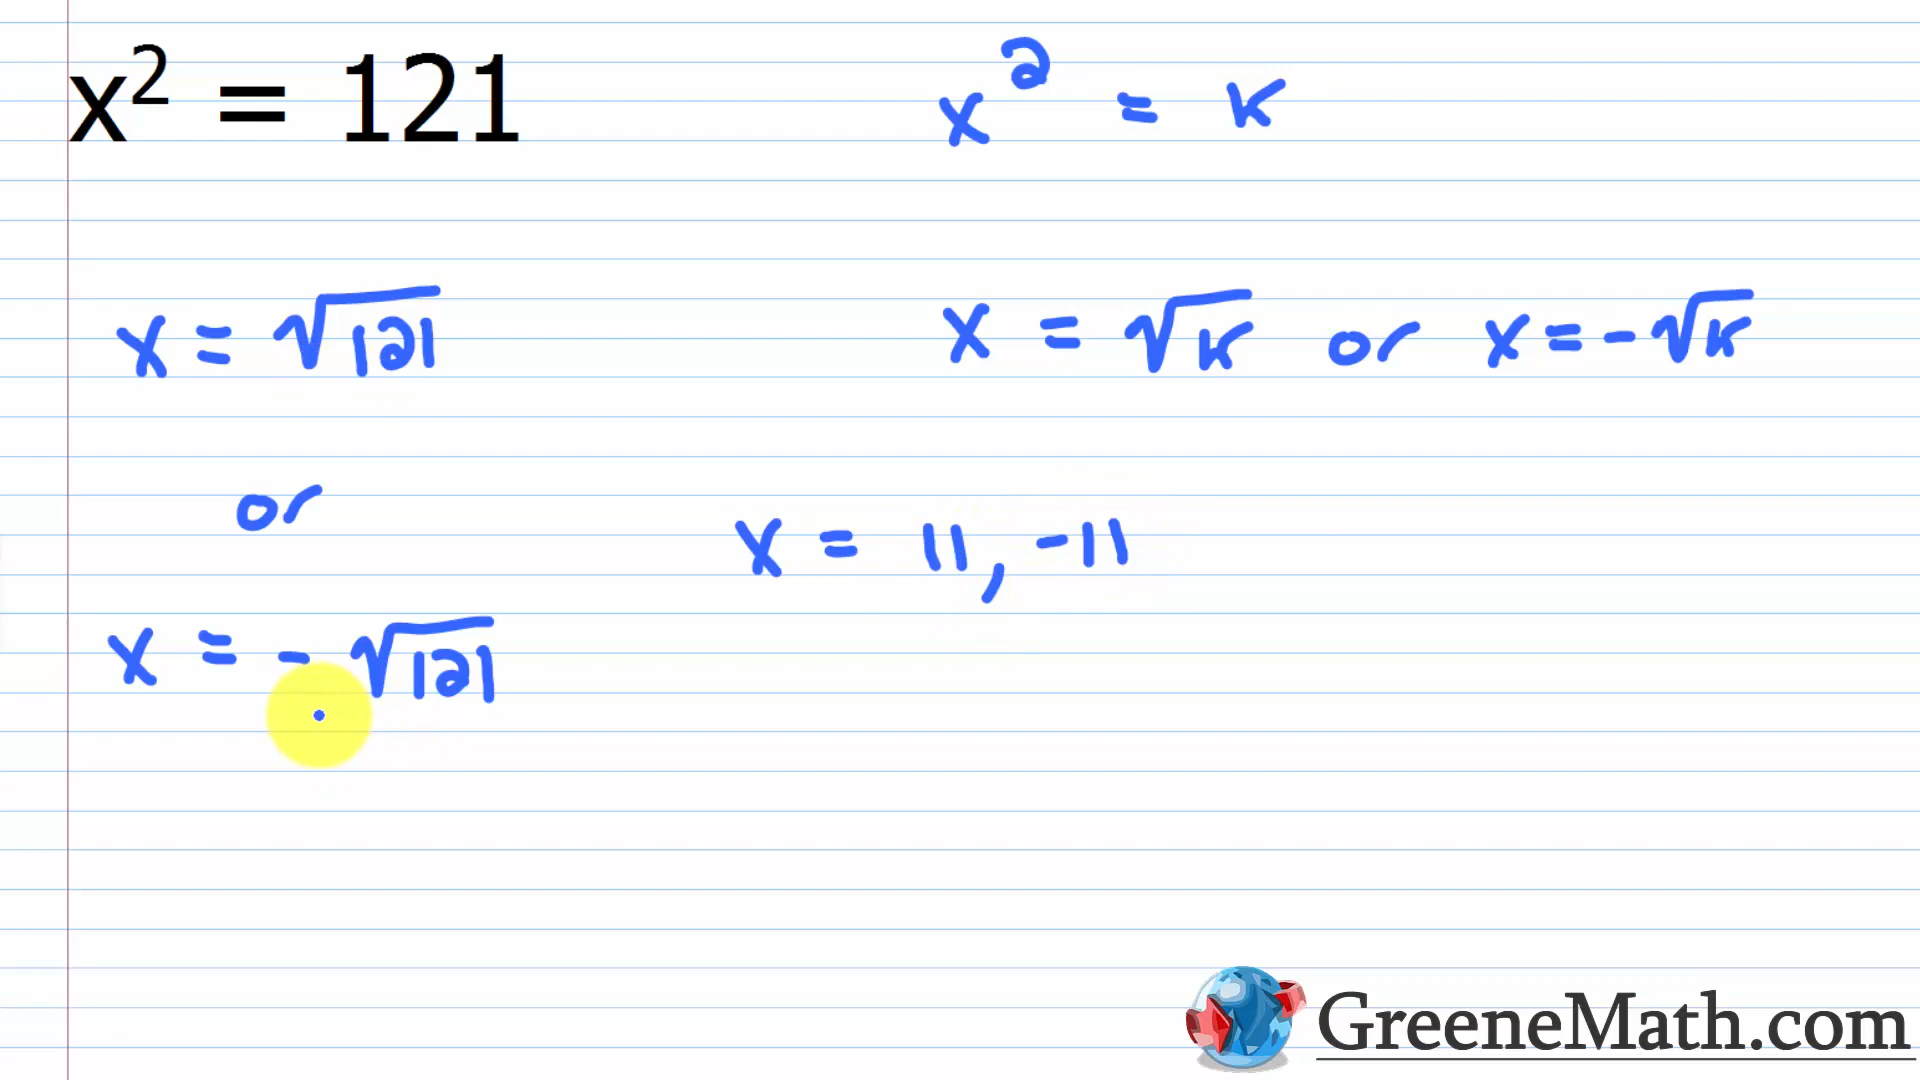 x² = 121
x² = k
x = √121
x = √k or x = -√k
or
x = 11, -11
x = - √121
GreeneMath.com